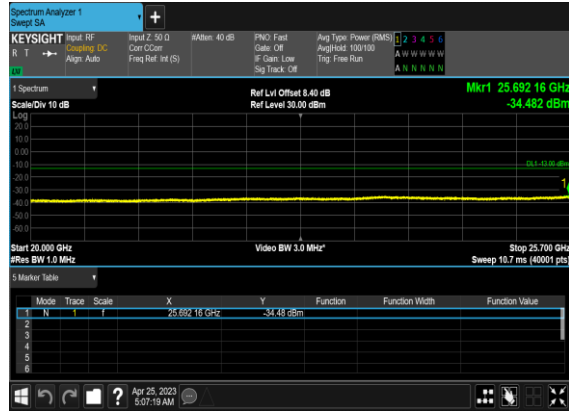 Spectrum Analyzer 1
Swept SA
+
KEYSIGHT Input: RF Input Z: 50 Ω #Atten: 40 dB PNO: Fast Avg Type: Power (RMS) 1 2 3 4 5 6
R T Coupling: DC Corr CCorr Gate: Off Avg|Hold: 100/100 A W W W W W
Align: Auto Freq Ref: Int (S) IF Gain: Low Trig: Free Run
LW Sig Track: Off A N N N N N
1 Spectrum Ref Lvl Offset 8.40 dB Mkr1 25.692 16 GHz
Scale/Div 10 dB Ref Level 30.00 dBm -34.482 dBm
Log
20.0
10.0
0.00
-10.0
DL1 -13.00 dBm
-20.0
1
-30.0
-40.0
-50.0
-60.0
Start 20.000 GHz Video BW 3.0 MHz* Stop 25.700 GHz
#Res BW 1.0 MHz Sweep 10.7 ms (40001 pts)
5 Marker Table
Mode Trace Scale X Y Function Function Width Function Value
1 N 1 f 25.692 16 GHz -34.48 dBm
2
3
4
5
6
? Apr 25, 2023
5:07:19 AM